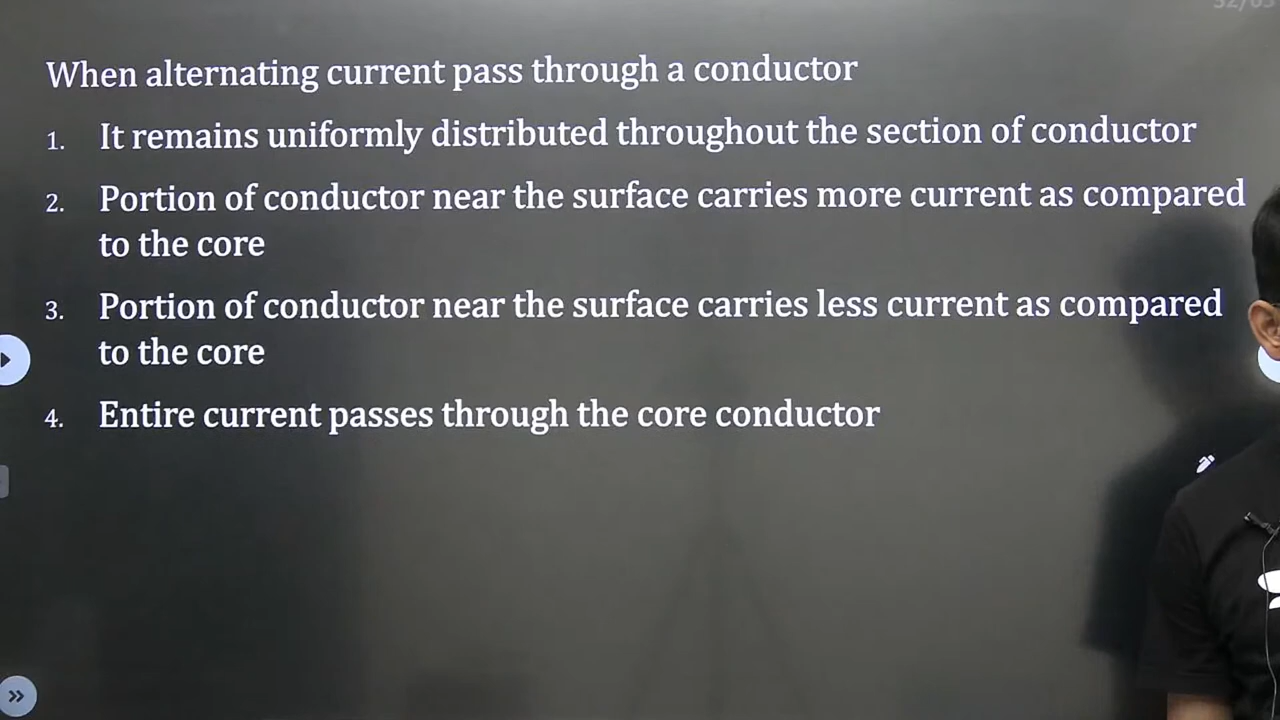 When alternating current pass through a conductor
1. It remains uniformly distributed throughout the section of conductor
2. Portion of conductor near the surface carries more current as compared
to the core
3. Portion of conductor near the surface carries less current as compared
to the core
4. Entire current passes through the core conductor